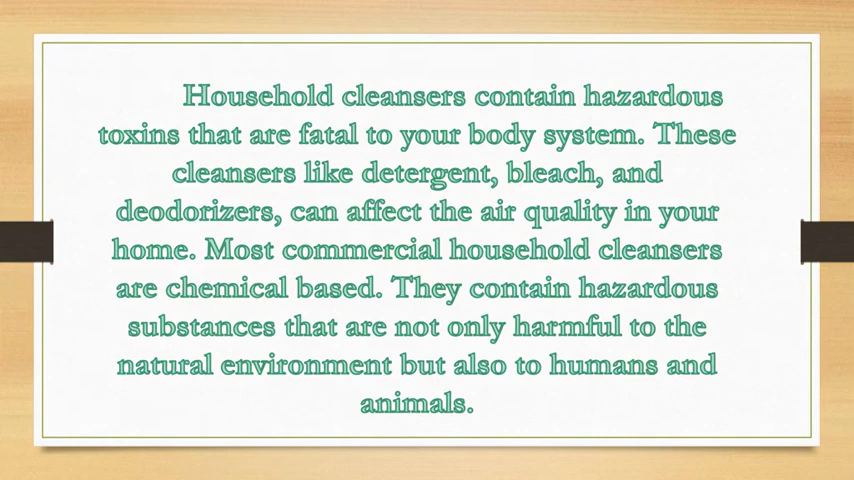 Household cleansers contain hazardous
toxins that are fatal to your body system. These
cleansers like detergent, bleach, and
deodorizers, can affect the air quality in your
home. Most commercial household cleansers
are chemical based. They contain hazardous
substances that are not only harmful to the
natural environment but also to humans and
animals.